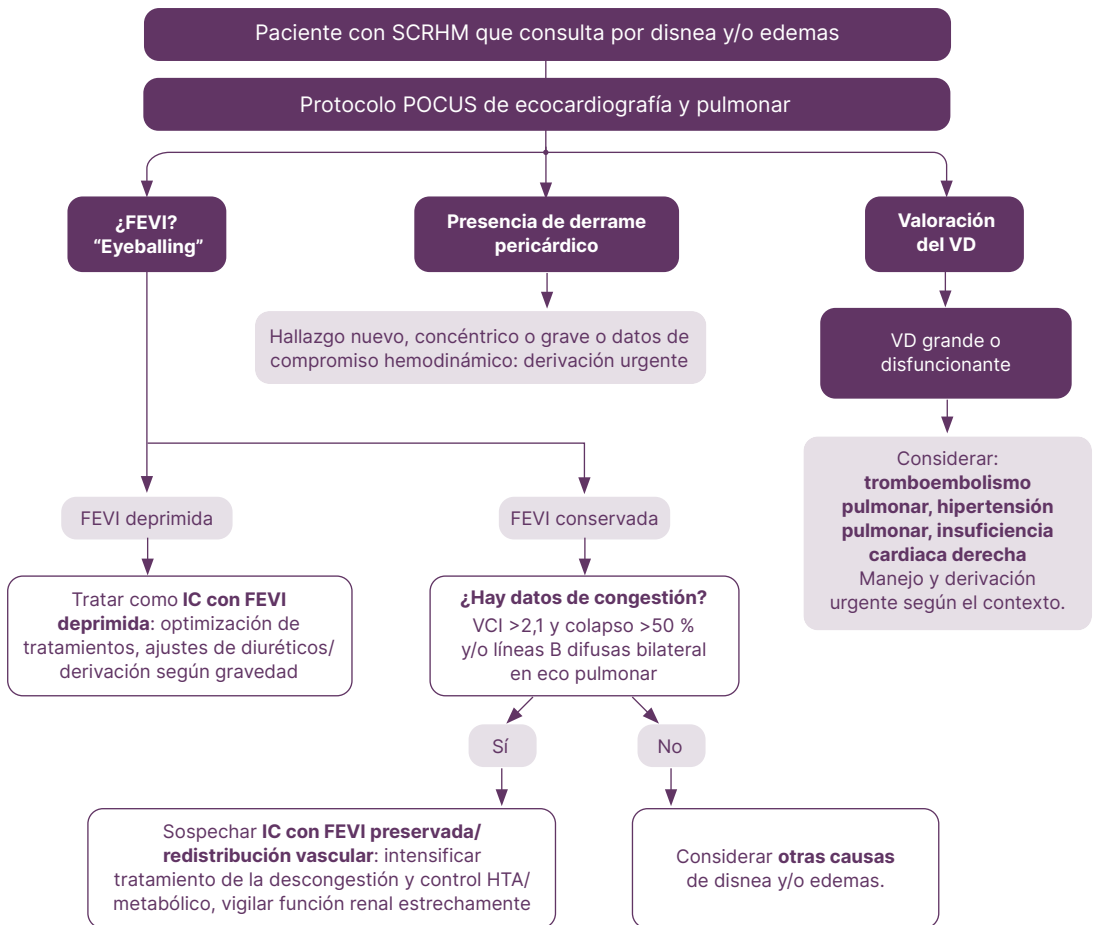 Paciente con SCRHM que consulta por disnea y/o edemas
Protocolo POCUS de ecocardiografía y pulmonar
¿FEVI?
“Eyeballing”
Presencia de derrame
pericárdico
Valoración
del VD
Hallazgo nuevo, concéntrico o grave o datos de
compromiso hemodinámico: derivación urgente
VD grande o
disfuncionante
Considerar:
tromboembolismo
pulmonar, hipertensión
pulmonar, insuficiencia
cardiaca derecha
Manejo y derivación
urgente según el contexto.
FEVI deprimida
FEVI conservada
Tratar como IC con FEVI
deprimida: optimización de
tratamientos, ajustes de diuréticos/
derivación según gravedad
¿Hay datos de congestión?
VCI >2,1 y colapso >50 %
y/o líneas B difusas bilateral
en eco pulmonar
Sí
No
Sospechar IC con FEVI preservada/
redistribución vascular: intensificar
tratamiento de la descongestión y control HTA/
metabólico, vigilar función renal estrechamente
Considerar otras causas
de disnea y/o edemas.